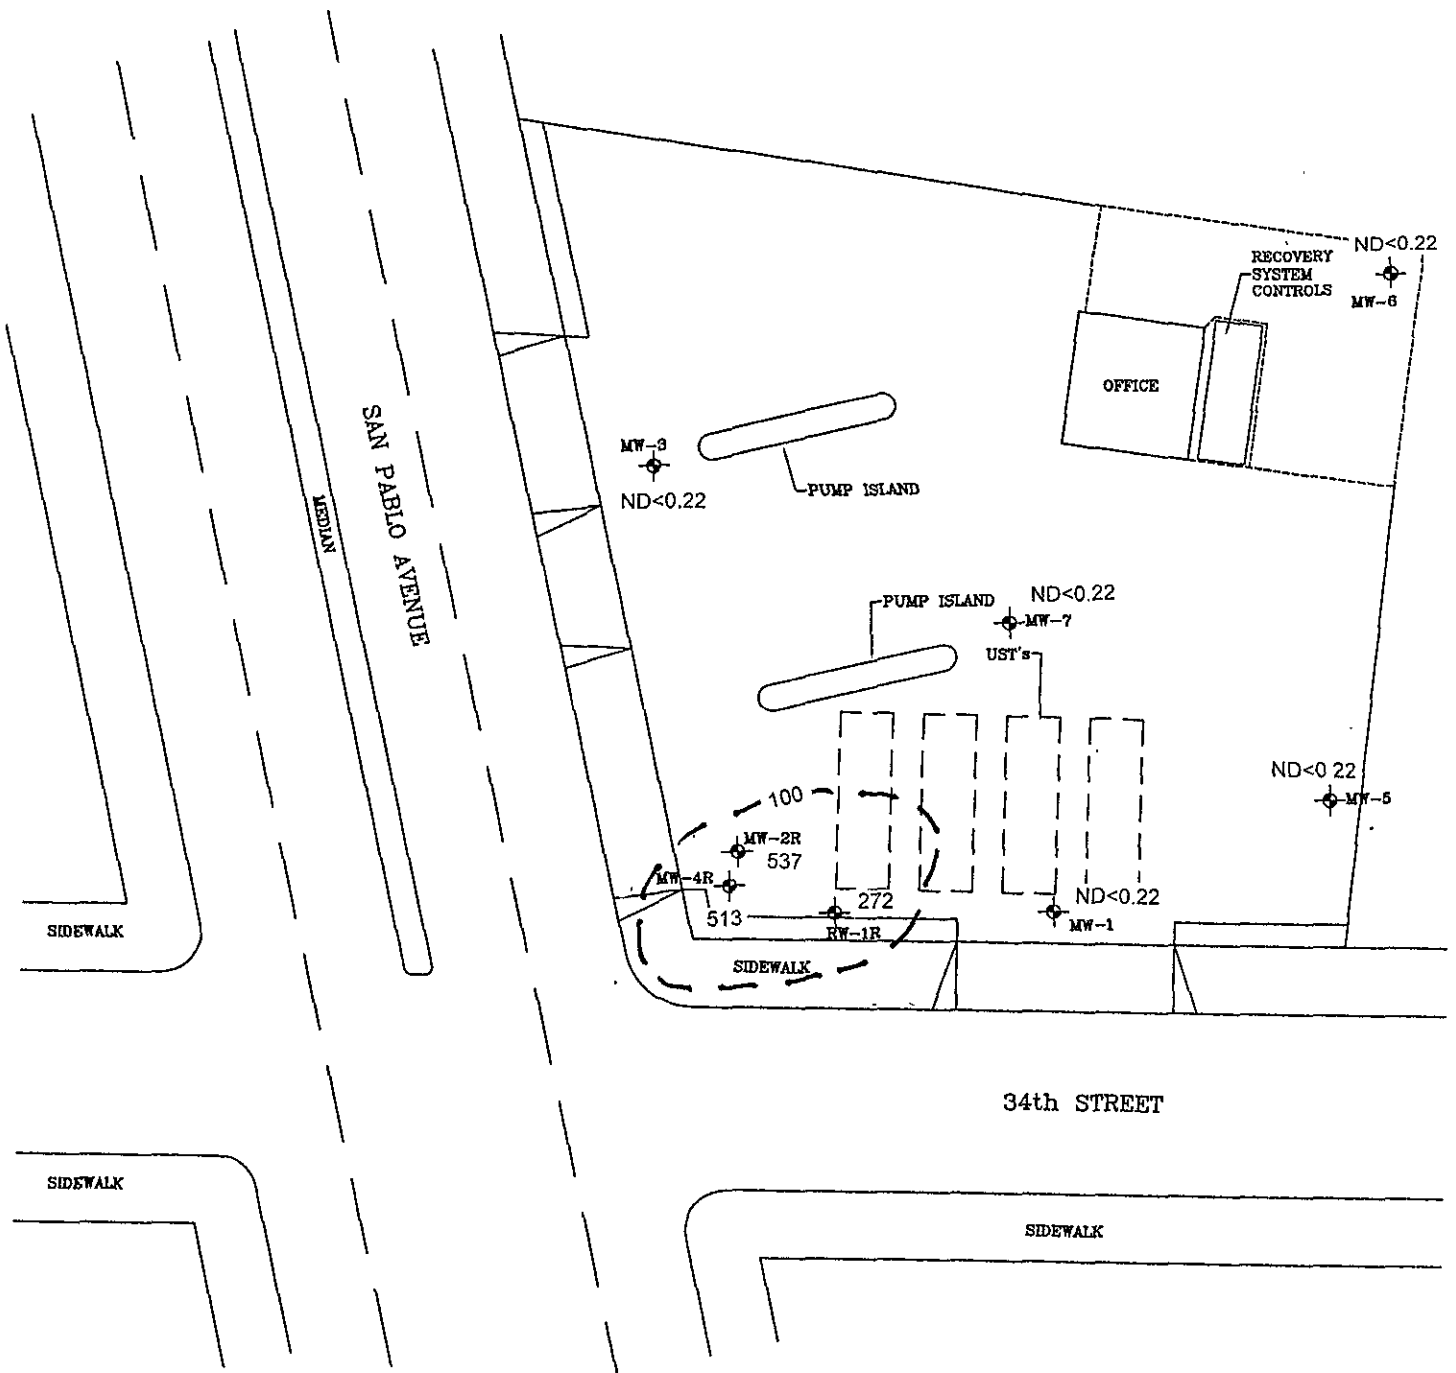 ND<0.22
RECOVERY
SYSTEM
CONTROLS
MW-6
OFFICE
SAN PABLO AVENUE
MW-3
ND<0.22
PUMP ISLAND
MEDIAN
PUMP ISLAND
ND<0.22
MW-7
UST's
ND<0 22
MW-5
100
MW-2R
537
MW-4R
513
272
RW-1R
ND<0.22
MW-1
SIDEWALK
SIDEWALK
34th STREET
SIDEWALK
SIDEWALK